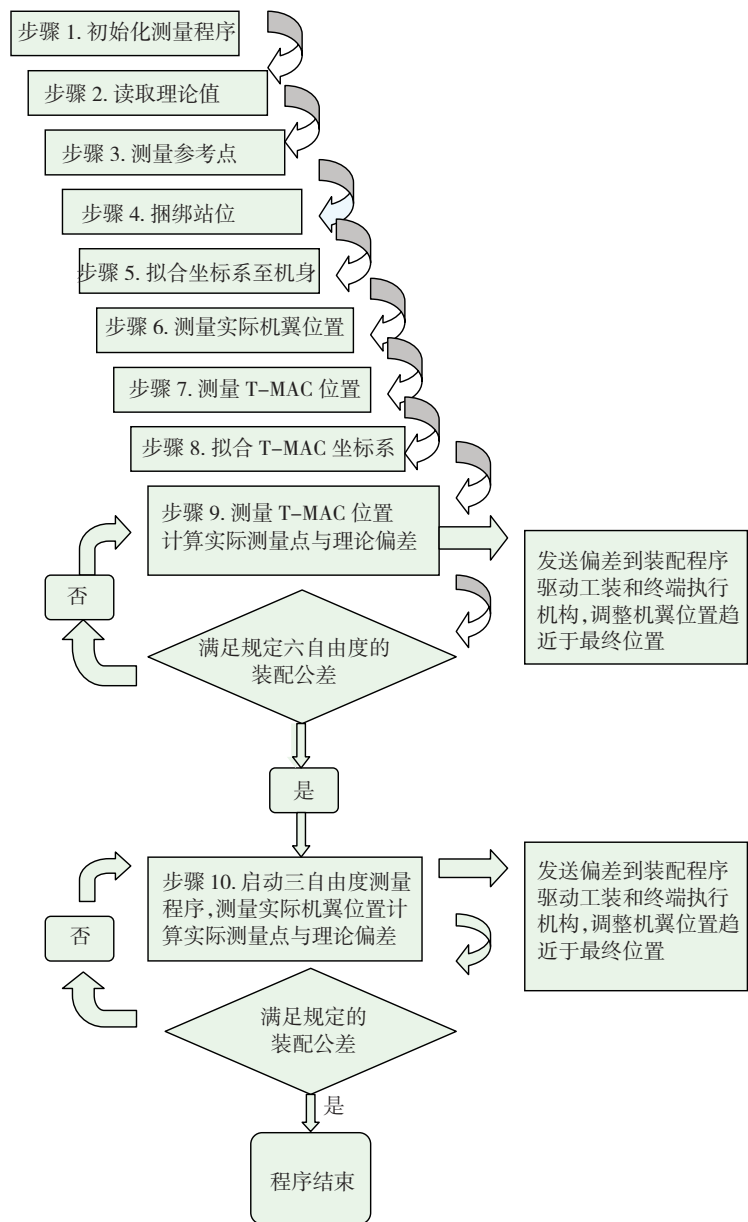 步骤 1. 初始化测量程序
步骤 2. 读取理论值
步骤 3. 测量参考点
步骤 4. 捆绑站位
步骤 5. 拟合坐标系至机身
步骤 6. 测量实际机翼位置
步骤 7. 测量 T-MAC 位置
步骤 8. 拟合 T-MAC 坐标系
步骤 9. 测量 T-MAC 位置
计算实际测量点与理论偏差
发送偏差到装配程序
驱动工装和终端执行
机构,调整机翼位置趋
近于最终位置
否
满足规定六自由度的
装配公差
是
步骤 10. 启动三自由度测量
程序,测量实际机翼位置计
算实际测量点与理论偏差
发送偏差到装配程序
驱动工装和终端执行
机构,调整机翼位置趋
近于最终位置
否
满足规定的
装配公差
是
程序结束